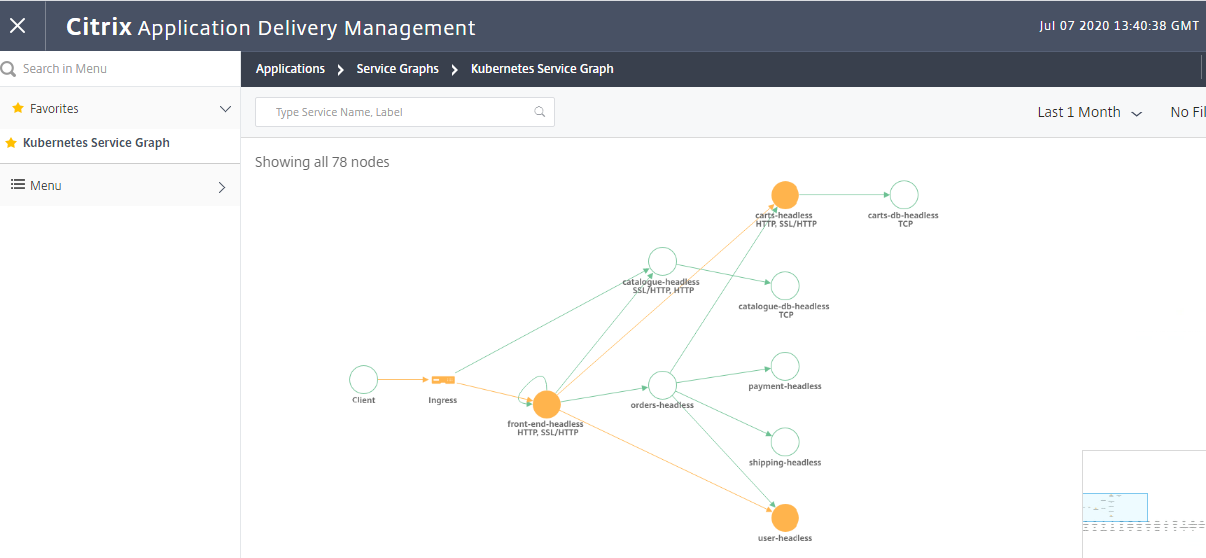 Citrix Application Delivery Management
Jul 07 2020 13:40:38 GMT
Search in Menu
Applications
Service Graphs
Kubernetes Service Graph
Favorites
Type Service Name, Label
Last 1 Month
No Fil
Kubernetes Service Graph
Showing all 78 nodes
Menu
carts-headless
HTTP, SSL/HTTP
carts-db-headless
TCP
catalogue-headless
SSL/HTTP, HTTP
catalogue-db-headless
TCP
Client
Ingress
payment-headless
orders-headless
front-end-headless
HTTP, SSL/HTTP
shipping-headless
user-headless